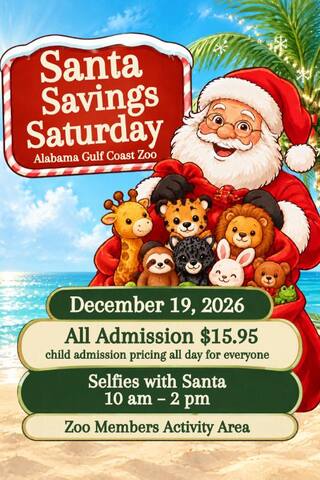 Santa
Savings
Saturday
Alabama Gulf Coast Zoo
December 19, 2026
All Admission $15.95
child admission pricing all day for everyone
Selfies with Santa
10 am – 2 pm
Zoo Members Activity Area